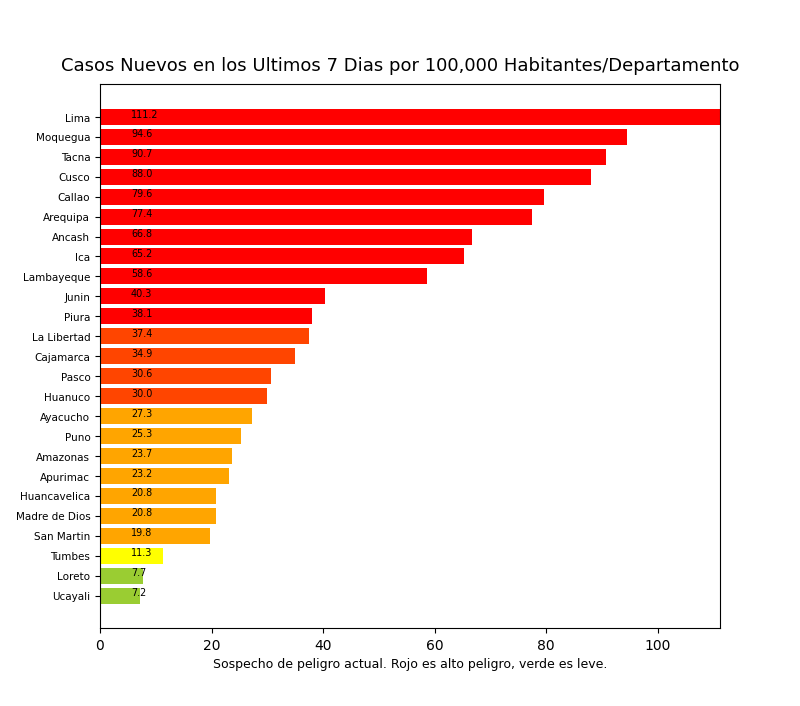 Casos Nuevos en los Ultimos 7 Dias por 100,000 Habitantes/Departamento
Lima 111.2
Moquegua 94.6
Tacna 90.7
Cusco 88.0
Callao 79.6
Arequipa 77.4
Ancash 66.8
Ica 65.2
Lambayeque 58.6
Junin 40.3
Piura 38.1
La Libertad 37.4
Cajamarca 34.9
Pasco 30.6
Huanuco 30.0
Ayacucho 27.3
Puno 25.3
Amazonas 23.7
Apurimac 23.2
Huancavelica 20.8
Madre de Dios 20.8
San Martin 19.8
Tumbes 11.3
Loreto 7.7
Ucayali 7.2
0 20 40 60 80 100
Sospecho de peligro actual. Rojo es alto peligro, verde es leve.